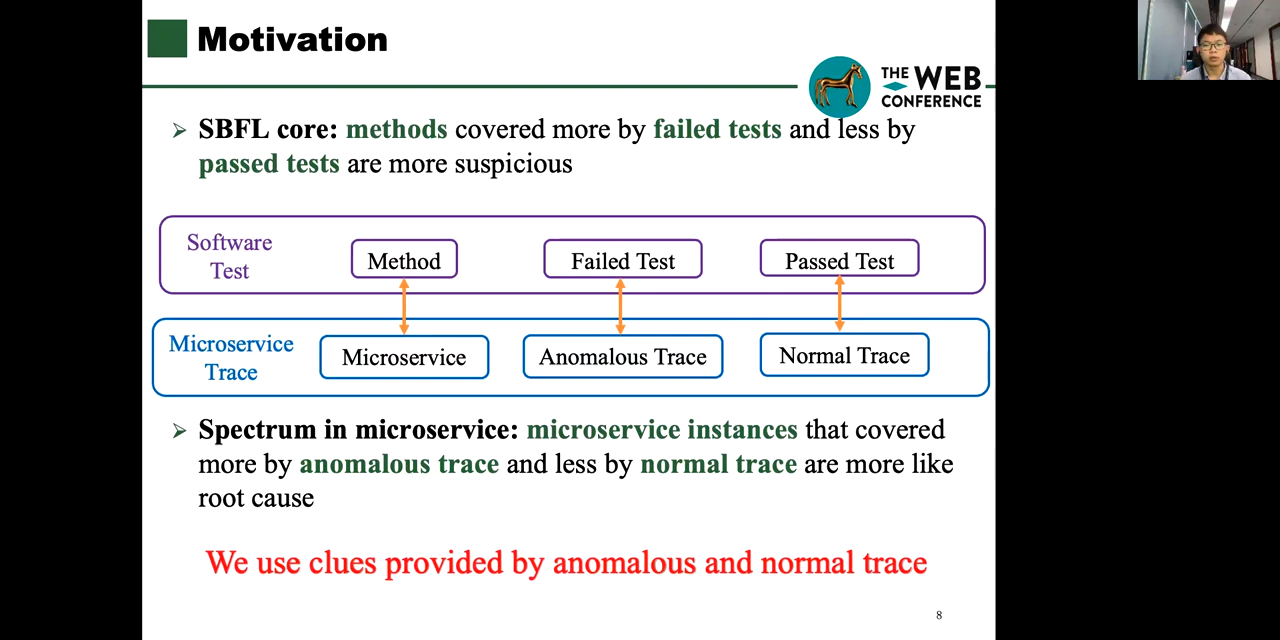 Motivation
THE WEB
CONFERENCE
➢ SBFL core: methods covered more by failed tests and less by
passed tests are more suspicious
Software
Test
Method
Failed Test
Passed Test
Microservice
Trace
Microservice
Anomalous Trace
Normal Trace
➢ Spectrum in microservice: microservice instances that covered
more by anomalous trace and less by normal trace are more like
root cause
We use clues provided by anomalous and normal trace
8